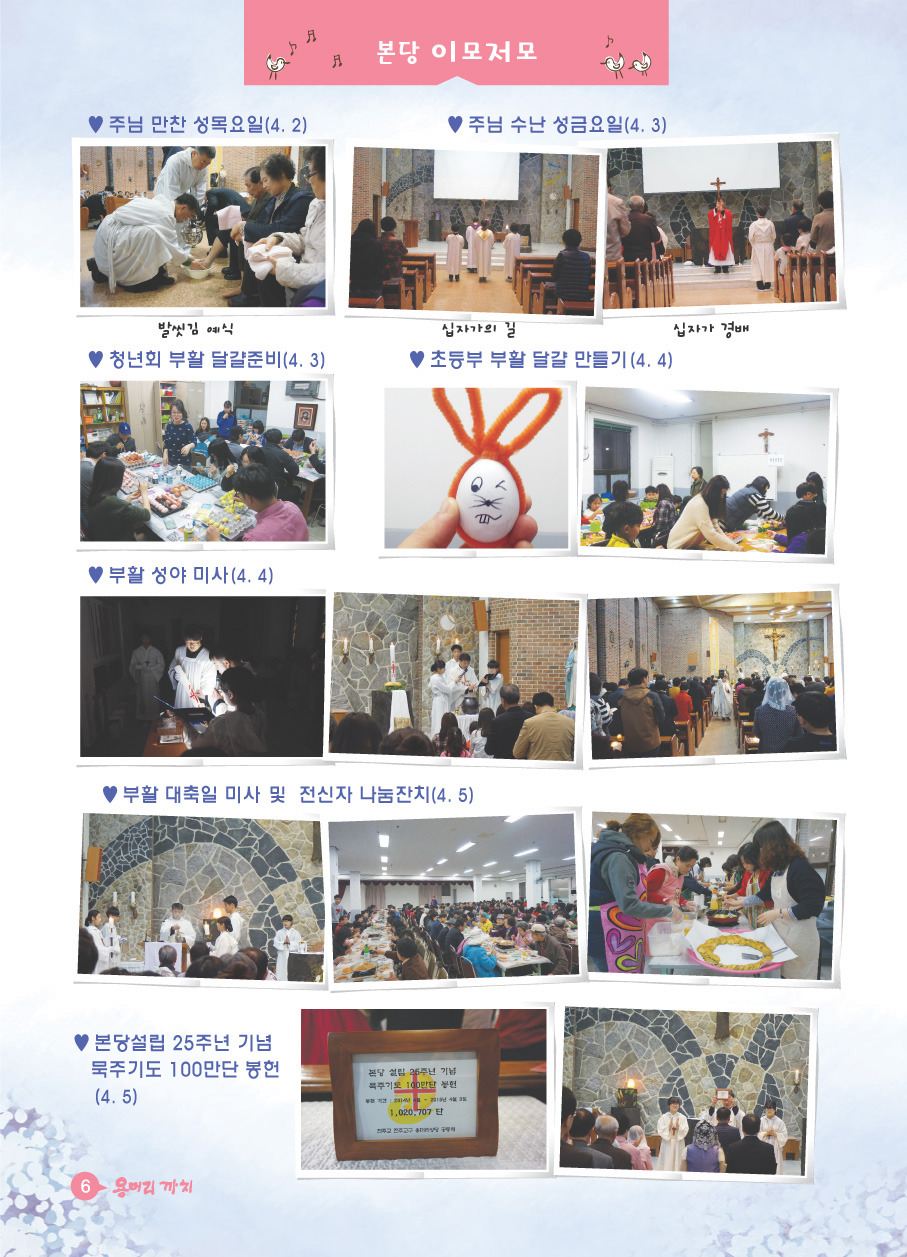 본당 이모저모
♥ 주님 만찬 성목요일(4. 2)
♥ 주님 수난 성금요일(4. 3)
발씻김 예식
십자가의 길
십자가 경배
♥ 청년회 부활 달걀준비(4. 3)
♥ 초등부 부활 달걀 만들기(4. 4)
♥ 부활 성야 미사(4. 4)
♥ 부활 대축일 미사 및 전신자 나눔잔치(4. 5)
♥ 본당설립 25주년 기념
묵주기도 100만단 봉헌
(4. 5)
본당 설립 25주년 기념
묵주기도 100만단 봉헌
1,020,707 단
6 용머리 까치